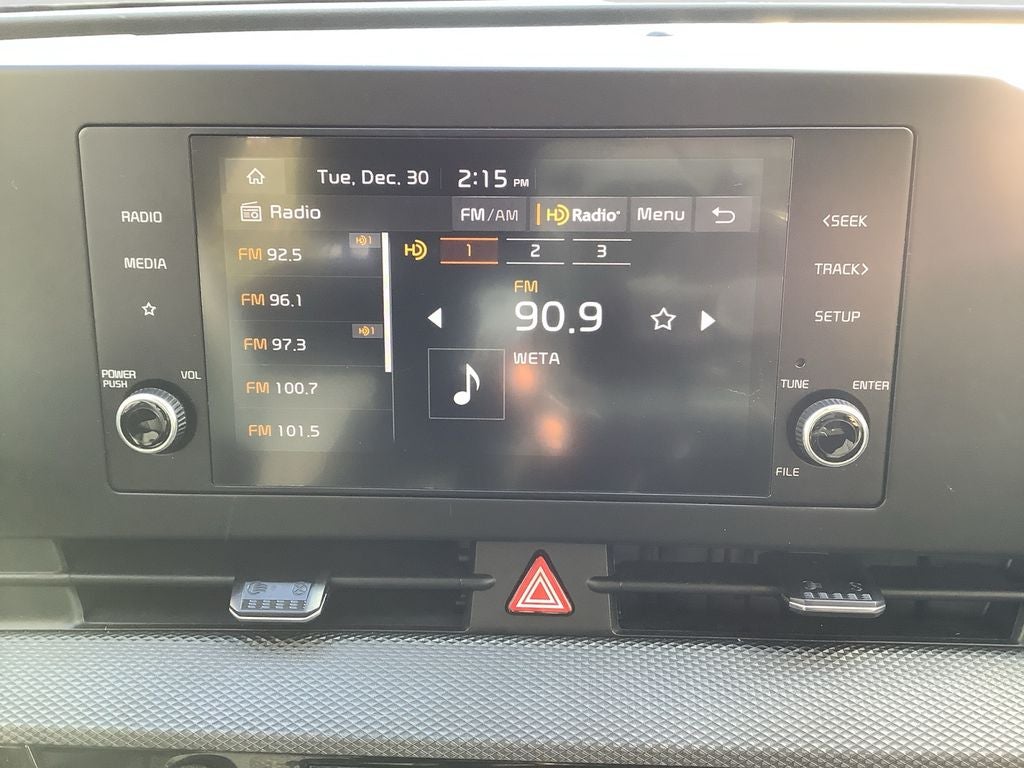 Tue, Dec. 30 2:15 PM
Radio FM/AM HD Radio® Menu
RADIO
MEDIA
POWER
PUSH
VOL
FM 92.5 HD1
FM 96.1
FM 97.3 HD1
FM 100.7
FM 101.5
HD 1 2 3
FM
90.9
WETA
<SEEK
TRACK>
SETUP
TUNE
ENTER
FILE